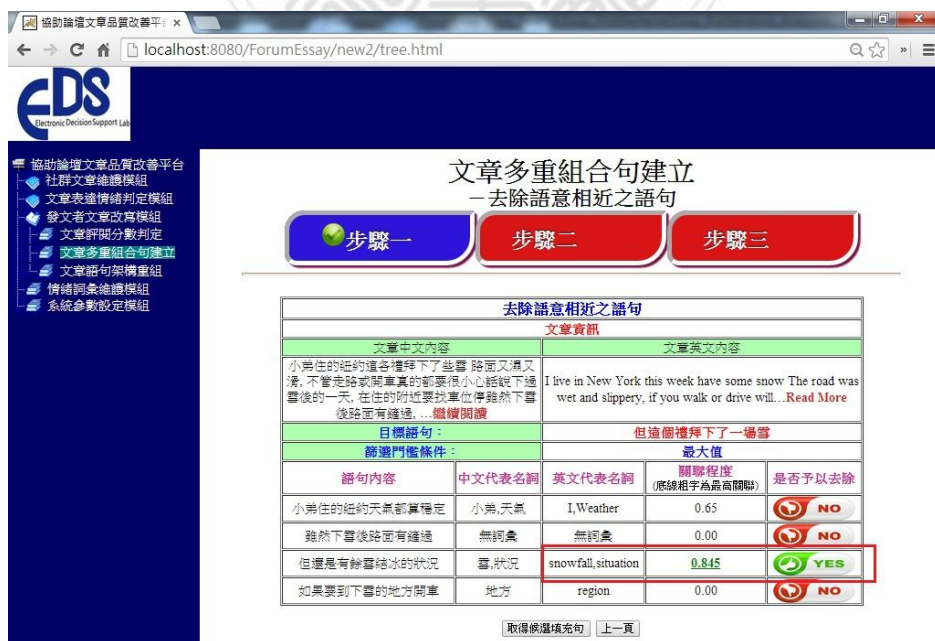 協助論壇文章品質改善平台 ×
localhost:8080/ForumEssay/new2/tree.html
EDS
Electronic Decision Support Lab
協助論壇文章品質改善平台
社群文章維護模組
文章表達情緒判定模組
發文者文章改寫模組
文章評閱分數判定
文章多重組合句建立
文章語句架構重組
情緒詞彙維護模組
系統參數設定模組
文章多重組合句建立
－去除語意相近之語句
步驟一 步驟二 步驟三
去除語意相近之語句
文章資訊
文章中文內容 文章英文內容
小弟住的紐約這各禮拜下了些雪 路面又濕又
滑, 不管走路或開車真的都要很小心話說下過
雪後的一天, 在住的附近要找車位停雖然下雪
後路面有鏟過, …繼續閱讀
I live in New York this week have some snow The road was
wet and slippery, if you walk or drive will…Read More
目標語句： 但這個禮拜下了一場雪
篩選門檻條件： 最大值
語句內容 中文代表名詞 英文代表名詞 關聯程度 (底線粗字為最高關聯) 是否予以去除
小弟住的紐約天氣都算穩定 小弟,天氣 I,Weather 0.65 NO
雖然下雪後路面有鏟過 無詞彙 無詞彙 0.00 NO
但還是有餘雪結冰的狀況 雪,狀況 snowfall,situation 0.845 YES
如果要到下雪的地方開車 地方 region 0.00 NO
取得候選填充句 上一頁